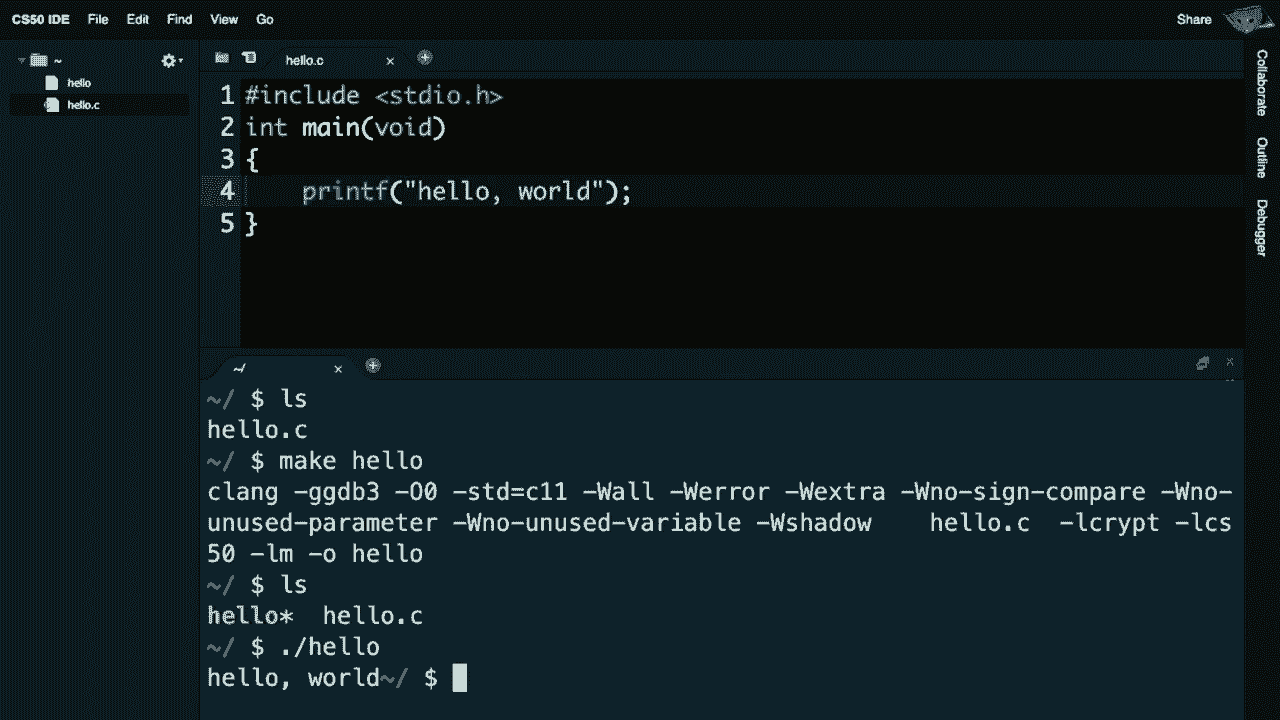 CS50 IDE File Edit Find View Go Share
~
hello
hello.c
hello.c
1 #include <stdio.h>
2 int main(void)
3 {
4 printf("hello, world");
5 }
Collaborate
Outline
Debugger
~/
~/ $ ls
hello.c
~/ $ make hello
clang -ggdb3 -O0 -std=c11 -Wall -Werror -Wextra -Wno-sign-compare -Wno-
unused-parameter -Wno-unused-variable -Wshadow hello.c -lcrypt -lcs
50 -lm -o hello
~/ $ ls
hello* hello.c
~/ $ ./hello
hello, world~/ $